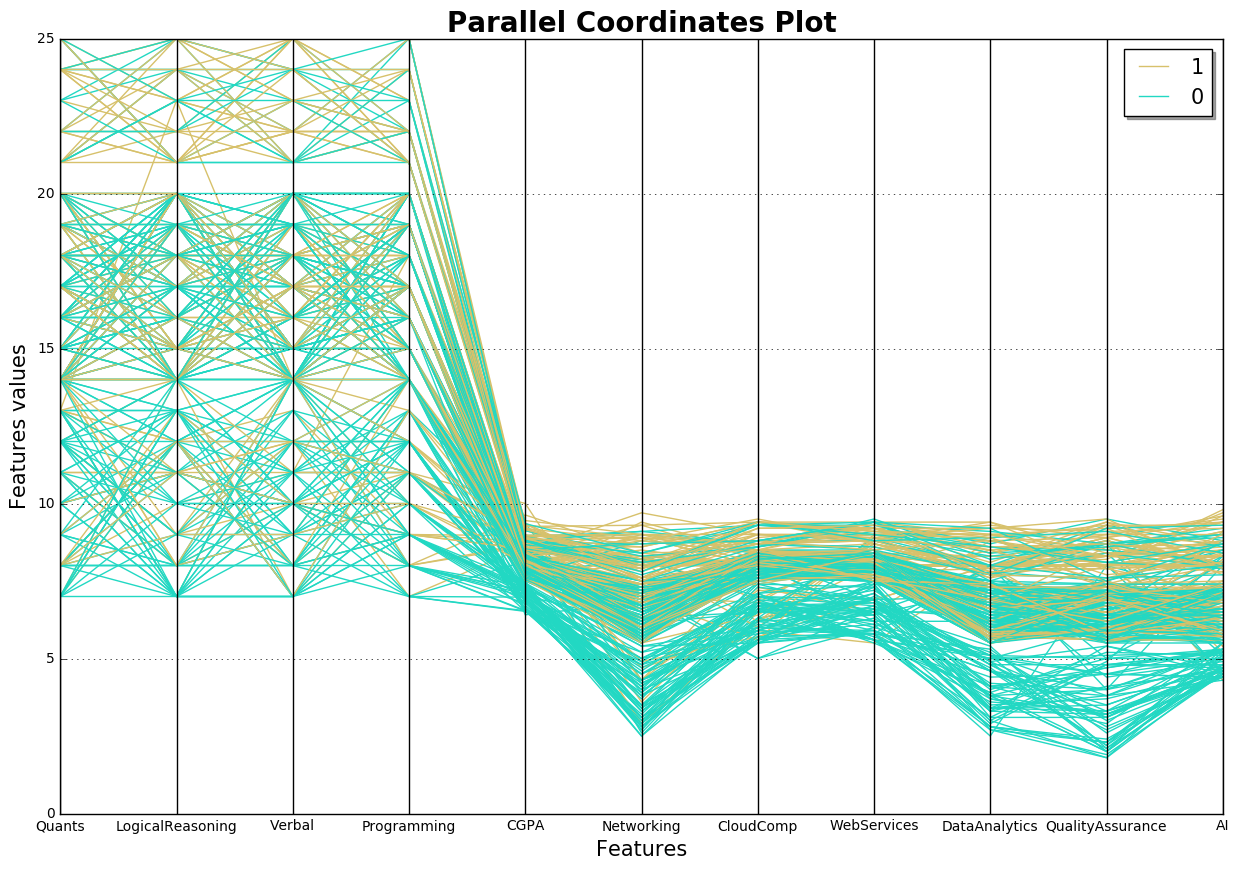 Parallel Coordinates Plot
1
0
25
20
15
10
5
0
Features values
Quants LogicalReasoning Verbal Programming CGPA Networking CloudComp WebServices DataAnalytics QualityAssurance AI
Features